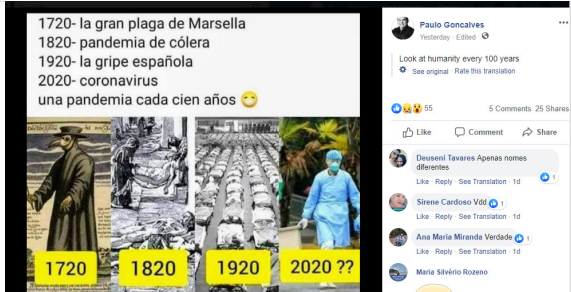 1720- la gran plaga de Marsella
1820- pandemia de cólera
1920- la gripe española
2020- coronavirus
una pandemia cada cien años 😷
1720
1820
1920
2020 ??
Paulo Goncalves
Yesterday · Edited ·
Look at humanity every 100 years
See original · Rate this translation
55
5 Comments 25 Shares
Like Comment Share
Deuseni Tavares Apenas nomes
diferentes
1
Like · Reply · See Translation · 1d
Sirene Cardoso Vdd
1
Like · Reply · See Translation · 1d
Ana Maria Miranda Verdade
1
Like · Reply · See Translation · 1d
Maria Silvério Rozeno